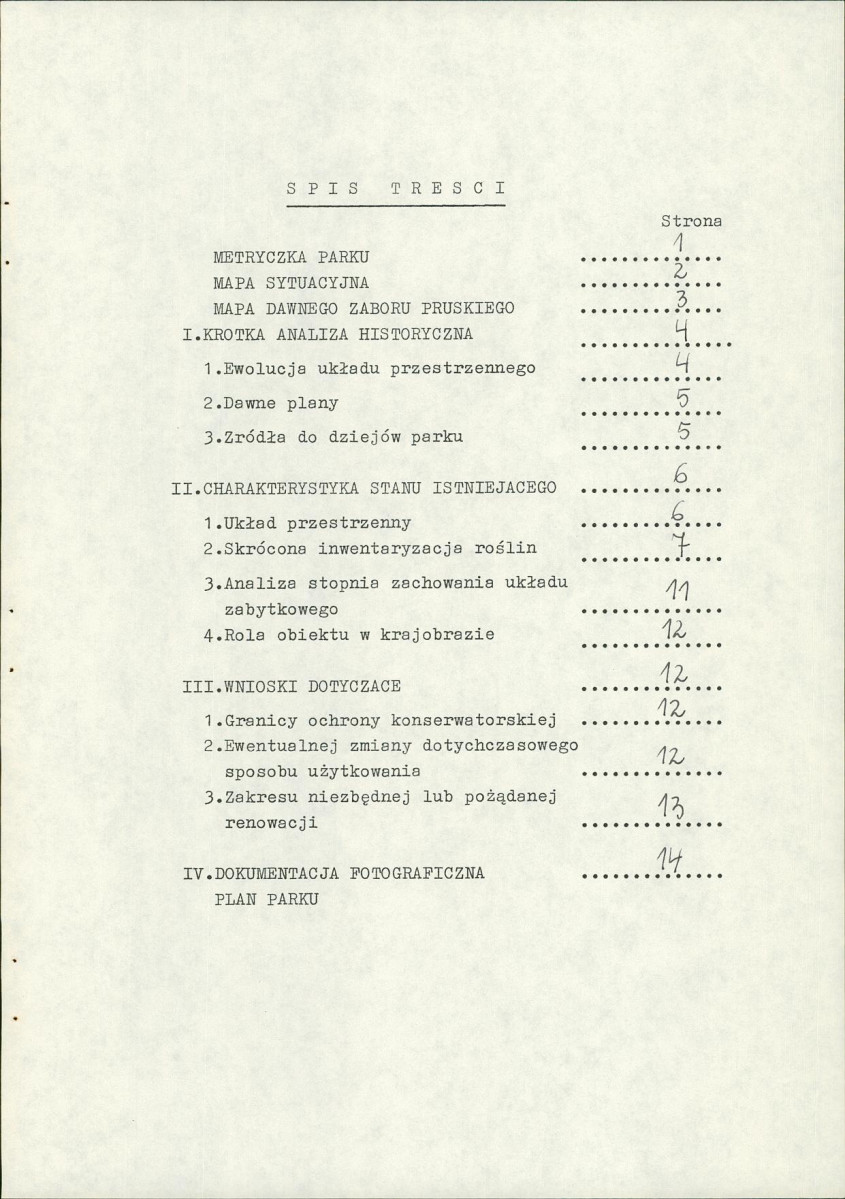 S P I S   T R E S C I
Strona
METRYCZKA PARKU .............. 1
MAPA SYTUACYJNA .............. 2
MAPA DAWNEGO ZABORU PRUSKIEGO .............. 3
I.KROTKA ANALIZA HISTORYCZNA ............... 4
1.Ewolucja układu przestrzennego .............. 4
2.Dawne plany .............. 5
3.Zródła do dziejów parku .............. 5
II.CHARAKTERYSTYKA STANU ISTNIEJACEGO .............. 6
1.Układ przestrzenny .............. 6
2.Skrócona inwentaryzacja roślin .............. 7
3.Analiza stopnia zachowania układu
zabytkowego .............. 11
4.Rola obiektu w krajobrazie .............. 12
III.WNIOSKI DOTYCZACE .............. 12
1.Granicy ochrony konserwatorskiej .............. 12
2.Ewentualnej zmiany dotychczasowego
sposobu użytkowania .............. 12
3.Zakresu niezbędnej lub pożądanej
renowacji .............. 13
IV.DOKUMENTACJA FOTOGRAFICZNA .............. 14
PLAN PARKU